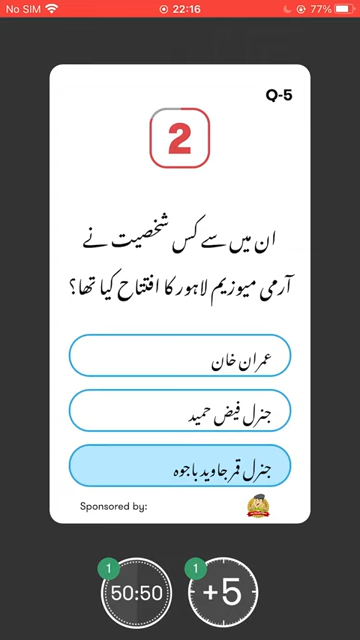 No SIM 22:16 77%
Q-5
2
ان میں سے کس شخصیت نے
آرمی میوزیم لاہور کا افتتاح کیا تھا؟
عمران خان
جنرل فیض حمید
جنرل قمر جاوید باجوہ
Sponsored by:
1 1
50:50 +5